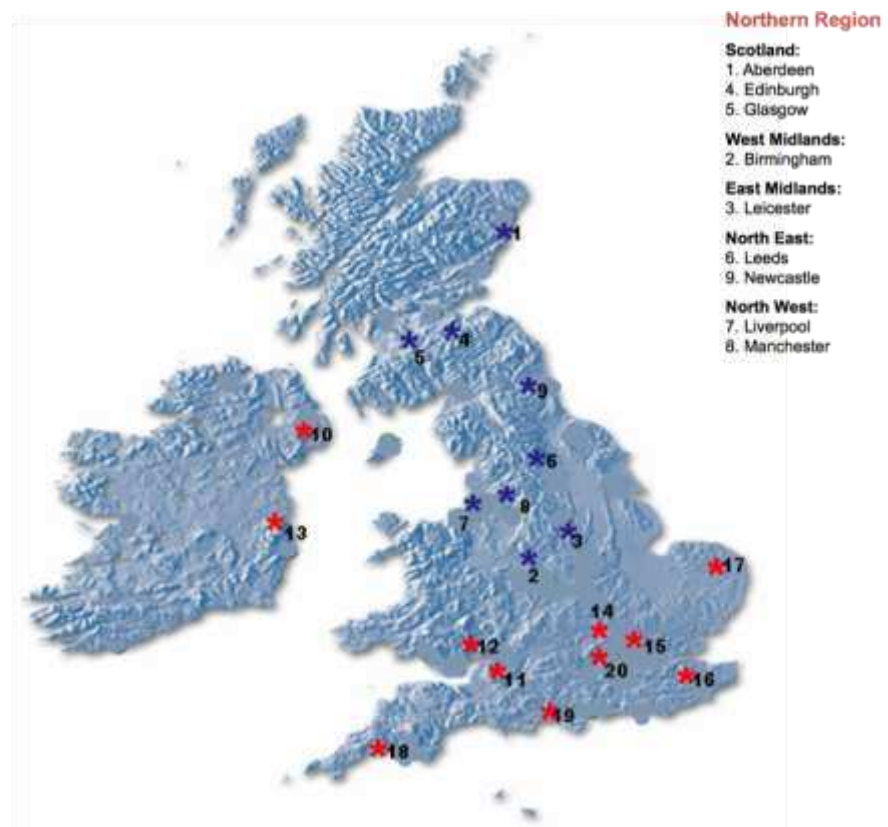 Northern Region
Scotland:
1. Aberdeen
4. Edinburgh
5. Glasgow
West Midlands:
2. Birmingham
East Midlands:
3. Leicester
North East:
6. Leeds
9. Newcastle
North West:
7. Liverpool
8. Manchester
1
4
5
9
10
6
8
7
13
3
2
17
14
12
15
20
11
16
19
18